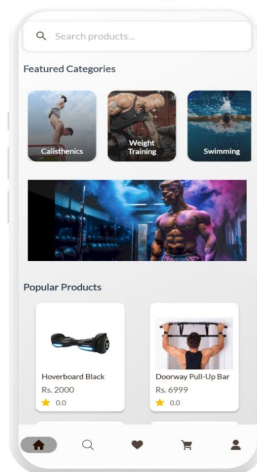 Search products...
Featured Categories
Calisthenics
Weight
Training
Swimming
Popular Products
Hoverboard Black
Rs. 2000
0.0
Doorway Pull-Up Bar
Rs. 6999
0.0